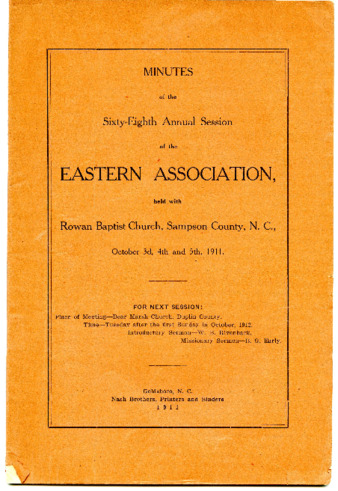 MINUTES
of the
Sixty-Eighth Annual Session
of the
EASTERN ASSOCIATION,
held with
Rowan Baptist Church, Sampson County, N. C.,
October 3d, 4th and 5th, 1911.
FOR NEXT SESSION:
Place of Meeting—Bear Marsh Church, Duplin County.
Time—Tuesday after the first Sunday in October, 1912.
Introductory Sermon—W. B. Rivenbark.
Missionary Sermon—B. G. Early.
Goldsboro, N. C.
Nash Brothers, Printers and Binders
1911